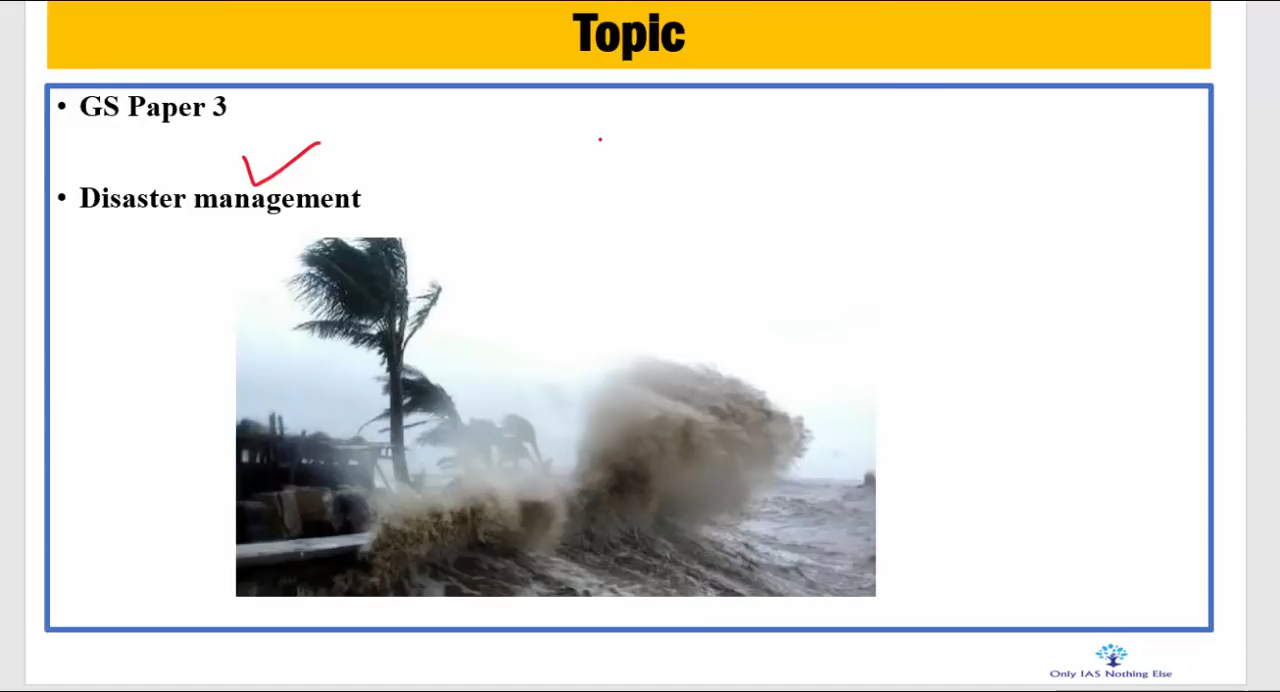 Topic
• GS Paper 3
• Disaster management
Only IAS Nothing Else